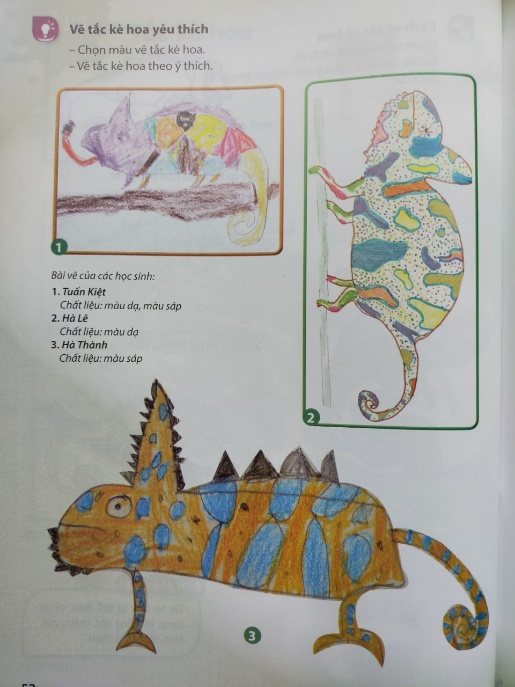 Vẽ tắc kè hoa yêu thích
– Chọn màu vẽ tắc kè hoa.
– Vẽ tắc kè hoa theo ý thích.
1
2
Bài vẽ của các học sinh:
1. Tuấn Kiệt
Chất liệu: màu dạ, màu sáp
2. Hà Lê
Chất liệu: màu dạ
3. Hà Thành
Chất liệu: màu sáp
3